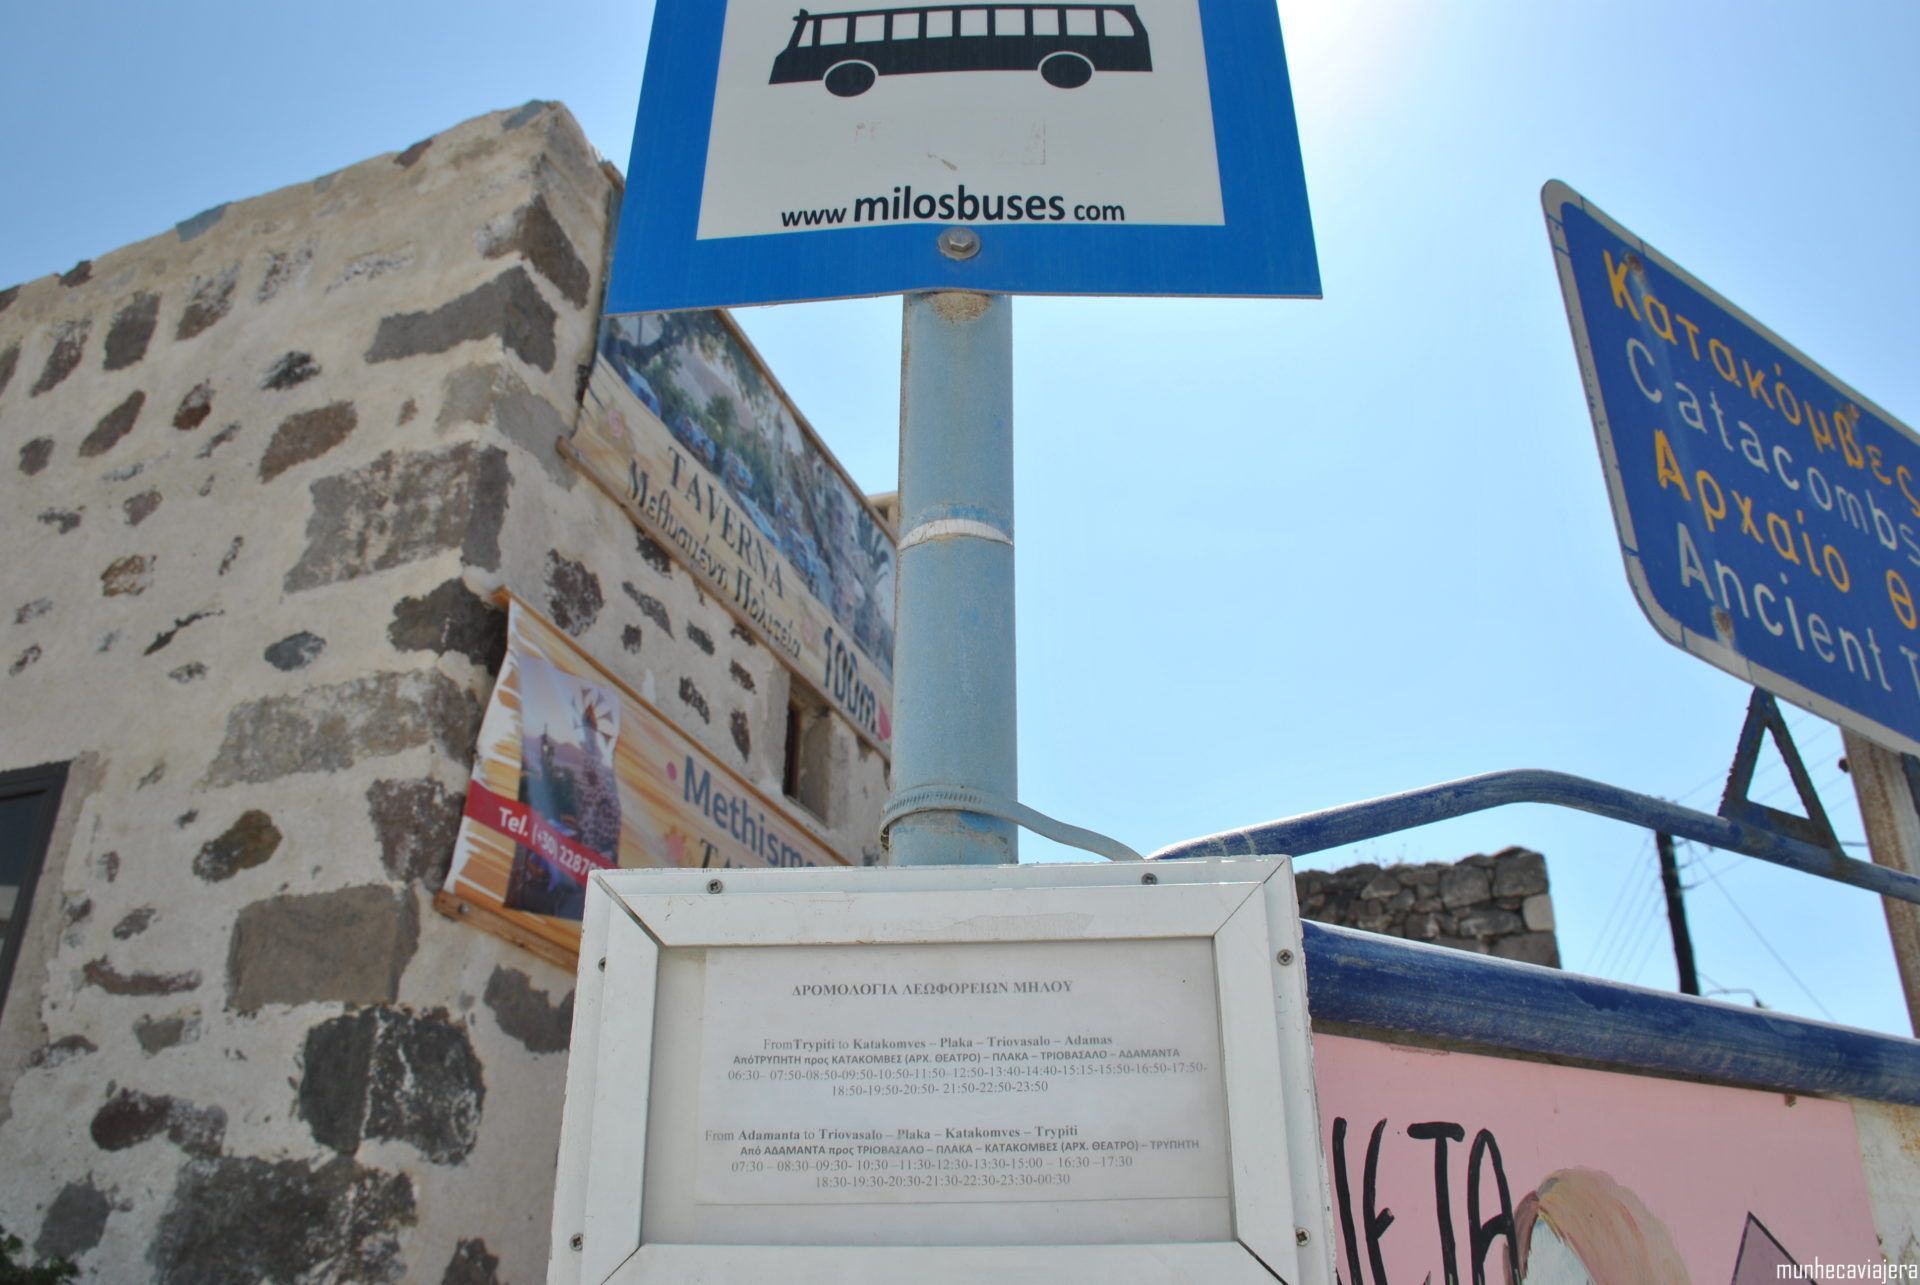 www milosbuses com
Κατακόμβες
Catacombs
Αρχαίο Θ
Ancient T
TAVERNA
Μεθυσμένη Πολιτεία
100m
Methisme
Tel. (+30) 2287
ΔΡΟΜΟΛΟΓΙΑ ΛΕΩΦΟΡΕΙΩΝ ΜΗΛΟΥ
FromTrypiti to Katakomves – Plaka – Triovasalo – Adamas
ΑπόΤΡΥΠΗΤΗ προς ΚΑΤΑΚΟΜΒΕΣ (ΑΡΧ. ΘΕΑΤΡΟ) – ΠΛΑΚΑ – ΤΡΙΟΒΑΣΑΛΟ – ΑΔΑΜΑΝΤΑ
06:30– 07:50-08:50-09:50-10:50-11:50–12:50-13:40-14:40-15:15-15:50-16:50-17:50-
18:50-19:50-20:50- 21:50-22:50-23:50
From Adamanta to Triovasalo – Plaka – Katakomves – Trypiti
Από ΑΔΑΜΑΝΤΑ προς ΤΡΙΟΒΑΣΑΛΟ – ΠΛΑΚΑ – ΚΑΤΑΚΟΜΒΕΣ (ΑΡΧ. ΘΕΑΤΡΟ) – ΤΡΥΠΗΤΗ
07:30 – 08:30-09:30- 10:30 –11:30-12:30-13:30-15:00 – 16:30 -17:30
18:30-19:30-20:30-21:30-22:30-23:30-00:30
ΙΕΤΑ
munhecaviajera